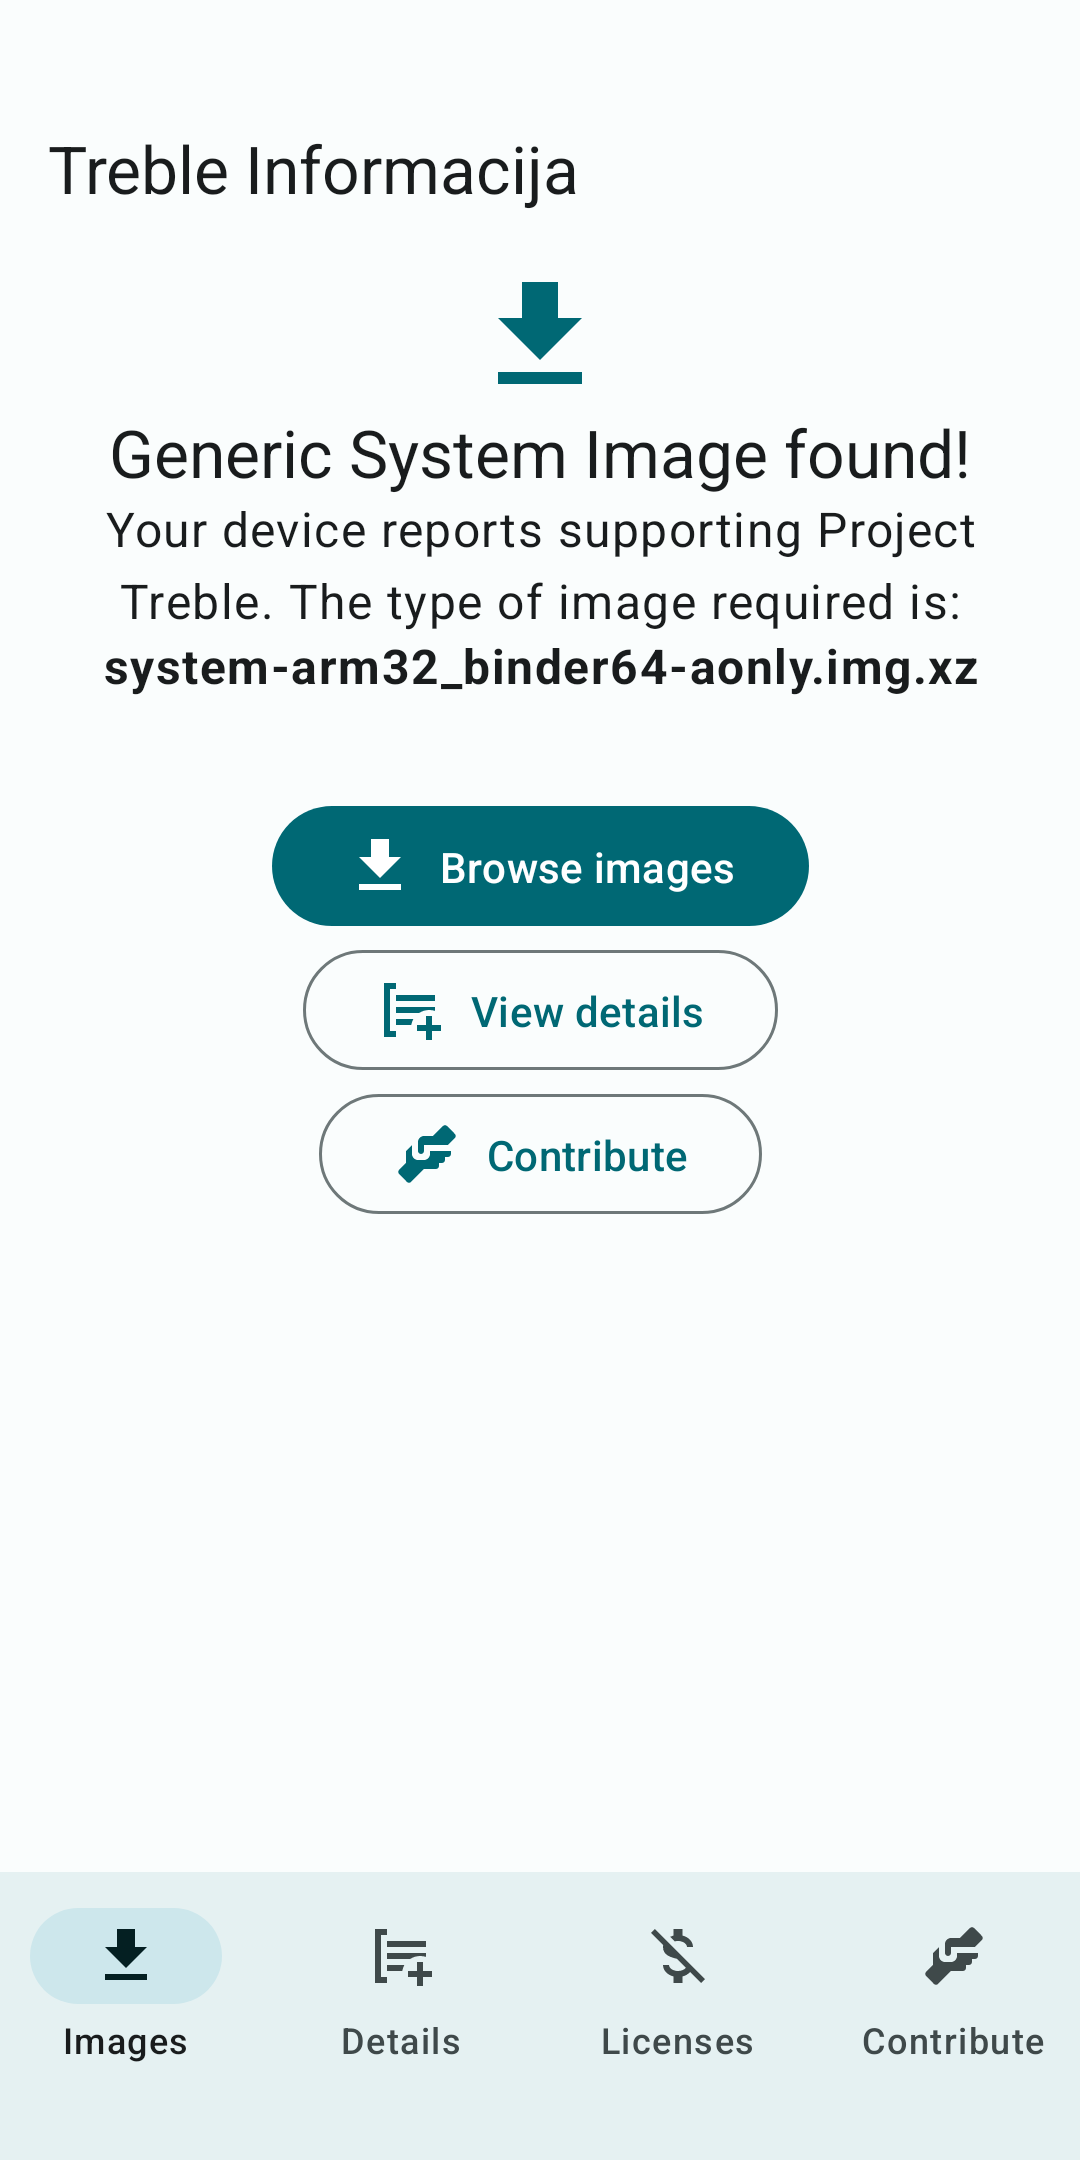 Treble Informacija
Generic System Image found!
Your device reports supporting Project
Treble. The type of image required is:
system-arm32_binder64-aonly.img.xz
Browse images
View details
Contribute
Images
Details
Licenses
Contribute